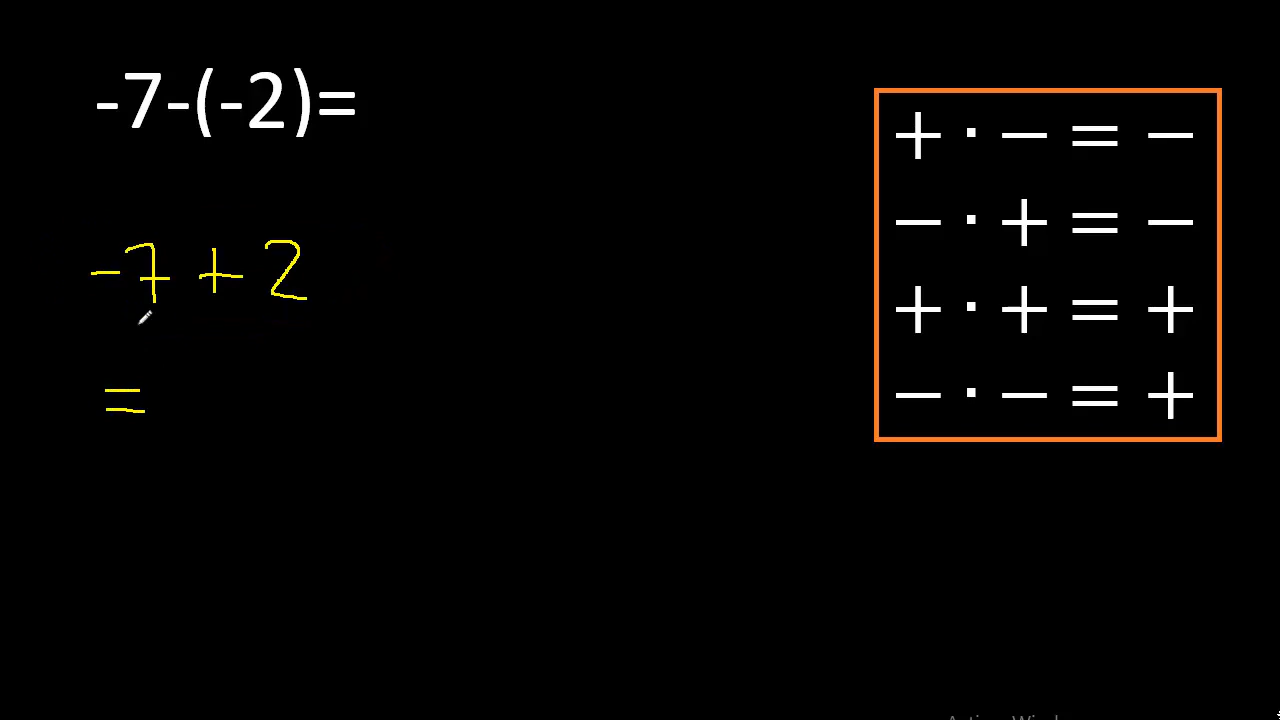 -7-(-2)=
-7+2
=
+ · − = −
− · + = −
+ · + = +
− · − = +